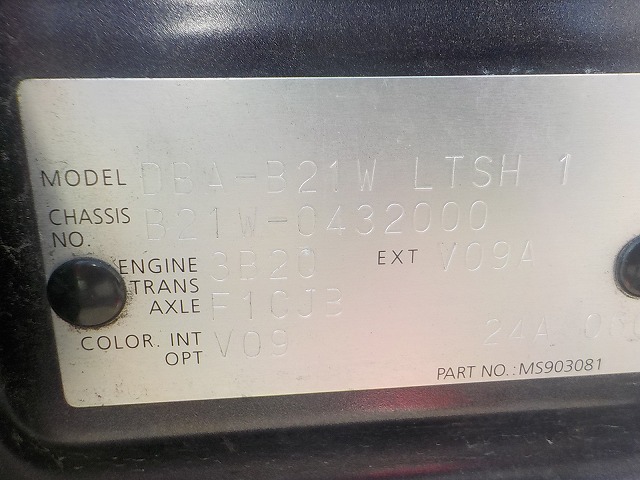 MODEL DBA-B21W LTSH 1
CHASSIS NO. B21W-0432000
ENGINE 3B20 EXT V09A
TRANS AXLE F1CJB
COLOR. INT OPT V09 24A
PART NO.:MS903081